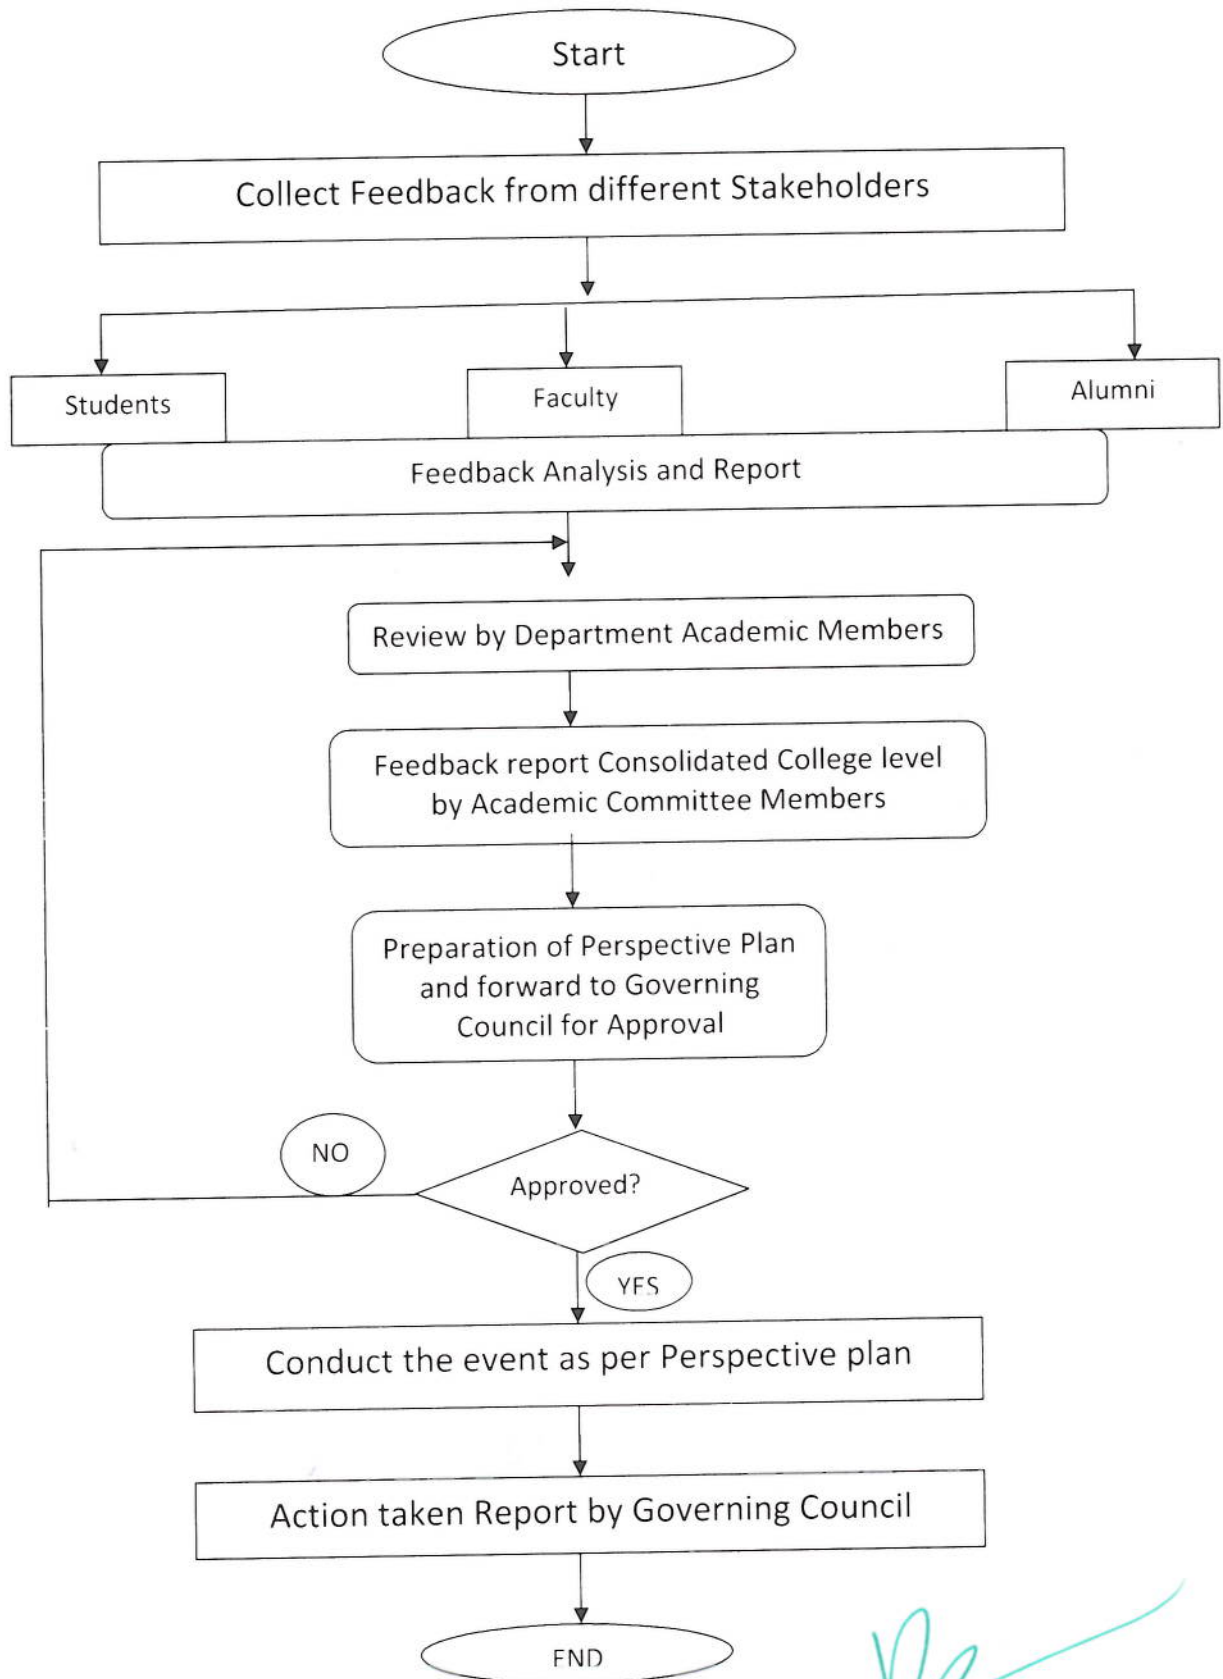 Start
Collect Feedback from different Stakeholders
Students
Faculty
Alumni
Feedback Analysis and Report
Review by Department Academic Members
Feedback report Consolidated College level
by Academic Committee Members
Preparation of Perspective Plan
and forward to Governing
Council for Approval
NO
Approved?
YES
Conduct the event as per Perspective plan
Action taken Report by Governing Council
END